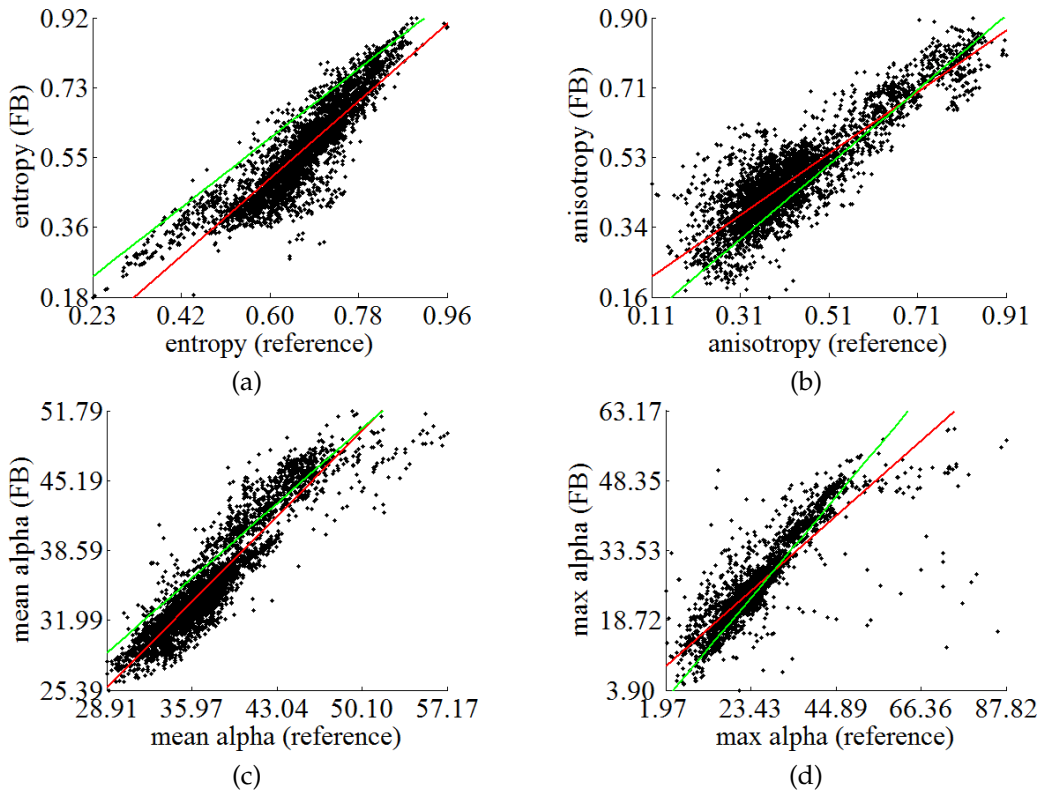 0.92
0.73
0.55
0.36
0.18
entropy (FB)
0.23 0.42 0.60 0.78 0.96
entropy (reference)
(a)
0.90
0.71
0.53
0.34
0.16
anisotropy (FB)
0.11 0.31 0.51 0.71 0.91
anisotropy (reference)
(b)
51.79
45.19
38.59
31.99
25.39
mean alpha (FB)
28.91 35.97 43.04 50.10 57.17
mean alpha (reference)
(c)
63.17
48.35
33.53
18.72
3.90
max alpha (FB)
1.97 23.43 44.89 66.36 87.82
max alpha (reference)
(d)